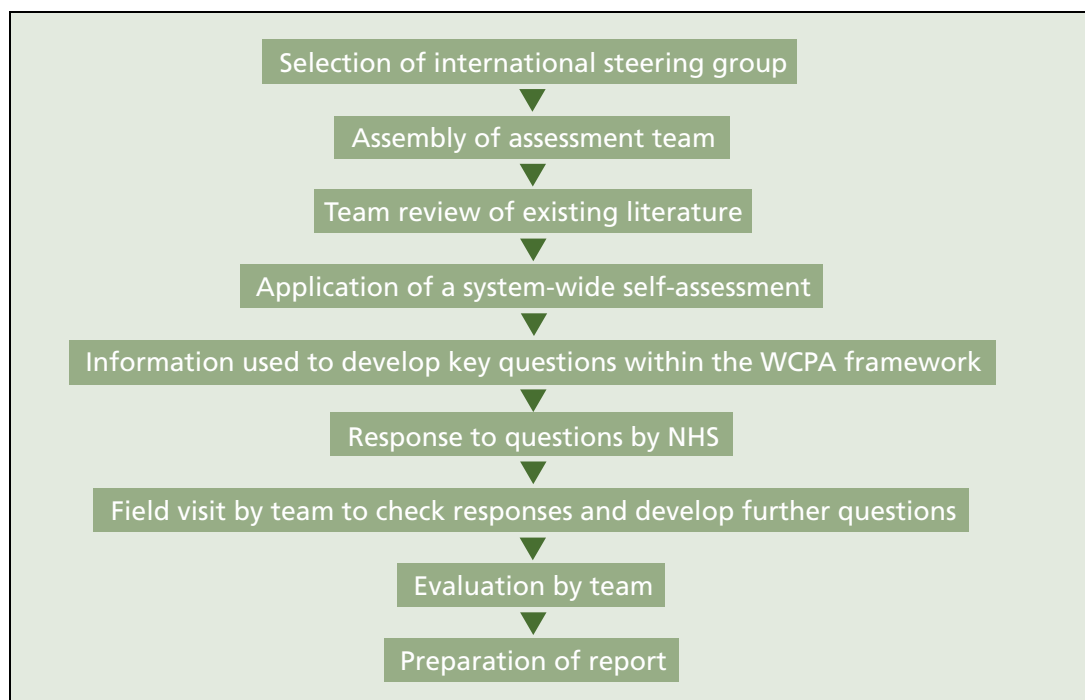 Selection of international steering group
Assembly of assessment team
Team review of existing literature
Application of a system-wide self-assessment
Information used to develop key questions within the WCPA framework
Response to questions by NHS
Field visit by team to check responses and develop further questions
Evaluation by team
Preparation of report